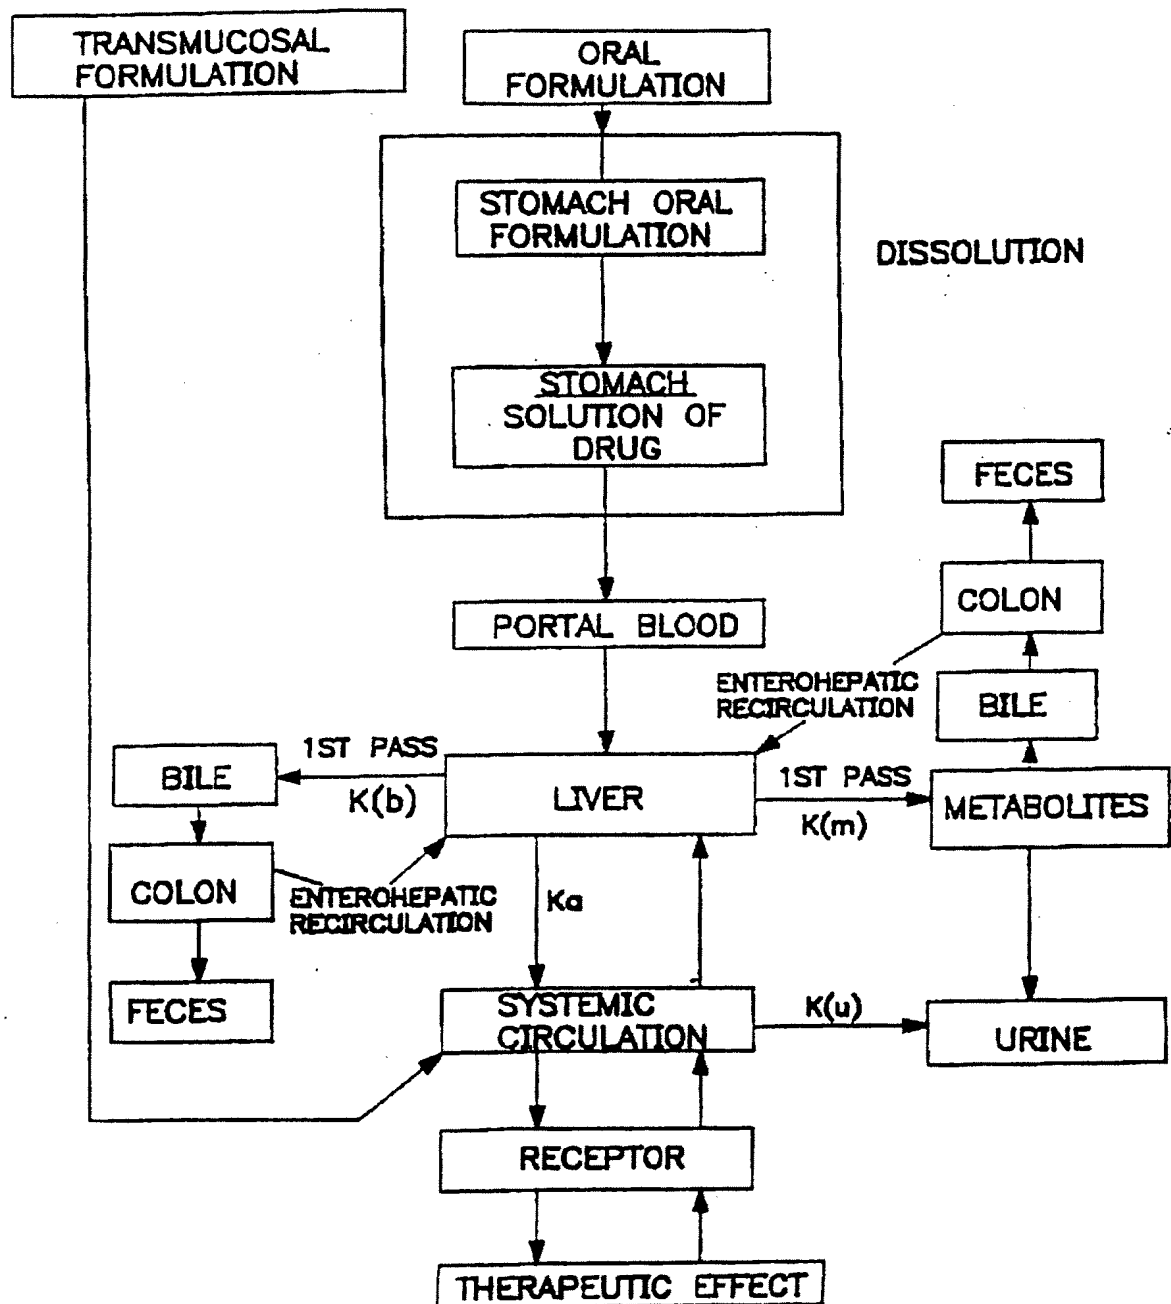 TRANSMUCOSAL
FORMULATION
ORAL
FORMULATION
STOMACH ORAL
FORMULATION
DISSOLUTION
STOMACH
SOLUTION OF
DRUG
FECES
COLON
PORTAL BLOOD
ENTEROHEPATIC
RECIRCULATION
BILE
1ST PASS
BILE
K(b)
LIVER
1ST PASS
K(m)
METABOLITES
COLON
ENTEROHEPATIC
RECIRCULATION
Ka
FECES
SYSTEMIC
CIRCULATION
K(u)
URINE
RECEPTOR
THERAPEUTIC EFFECT